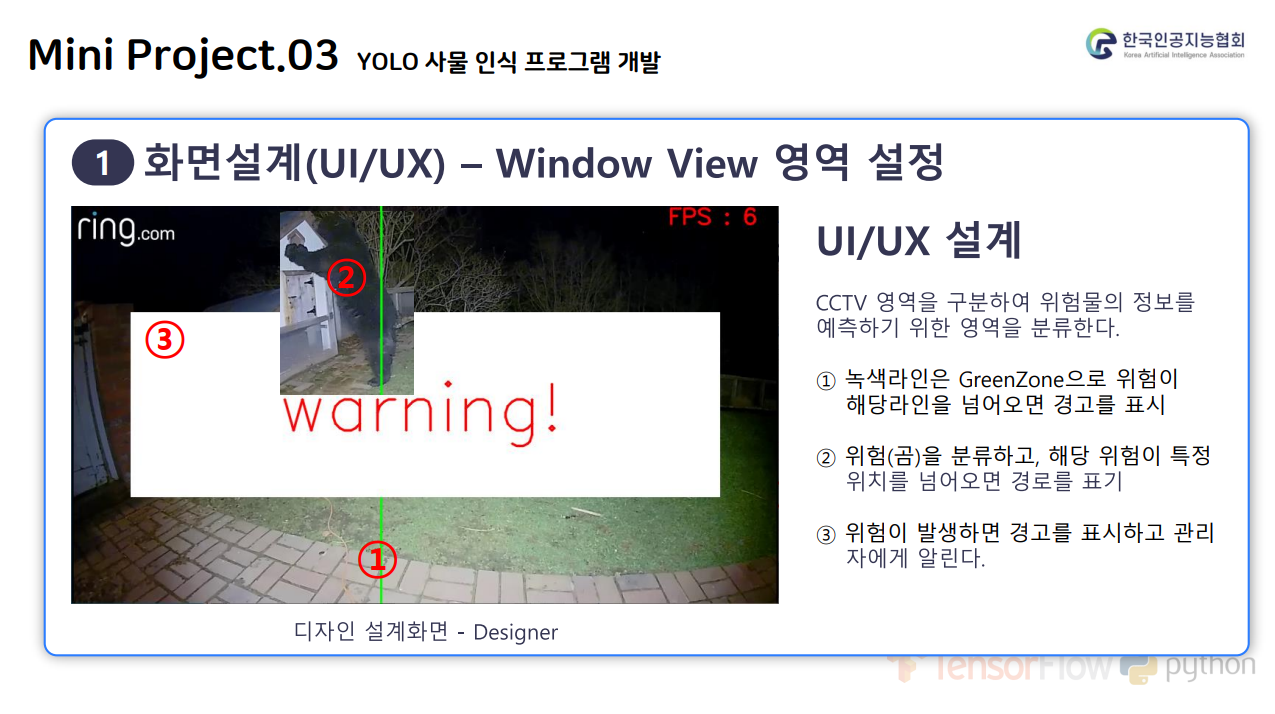 Mini Project.03 YOLO 사물 인식 프로그램 개발
한국인공지능협회
Korea Artificial Intelligence Association
1 화면설계(UI/UX) – Window View 영역 설정
ring.com
FPS : 6
②
③
warning!
①
디자인 설계화면 - Designer
UI/UX 설계
CCTV 영역을 구분하여 위험물의 정보를
예측하기 위한 영역을 분류한다.
① 녹색라인은 GreenZone으로 위험이
해당라인을 넘어오면 경고를 표시
② 위험(곰)을 분류하고, 해당 위험이 특정
위치를 넘어오면 경로를 표기
③ 위험이 발생하면 경고를 표시하고 관리
자에게 알린다.
TensorFlow python